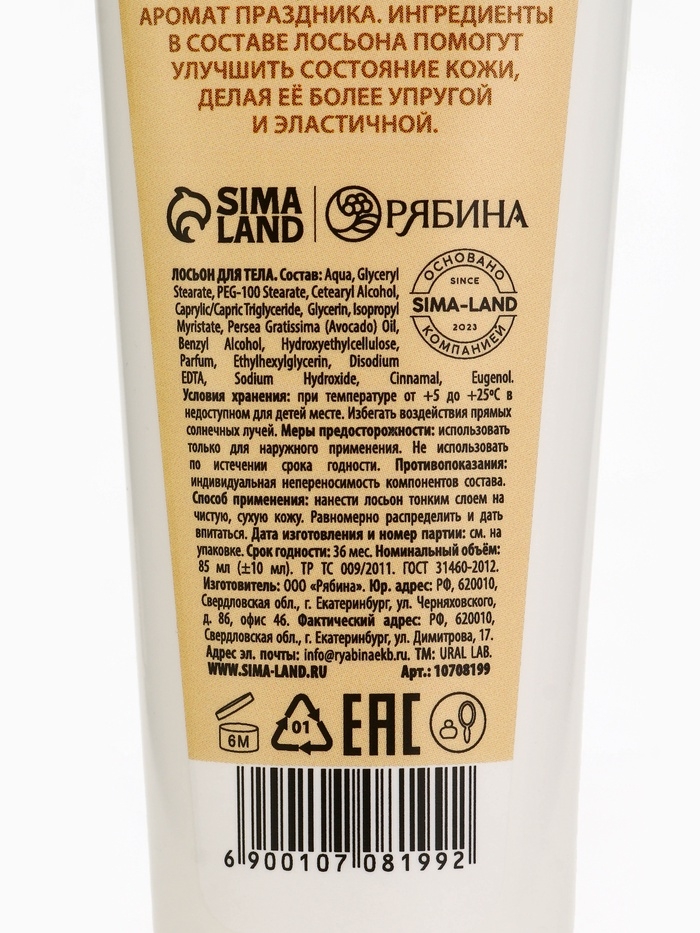 АРОМАТ ПРАЗДНИКА. ИНГРЕДИЕНТЫ
В СОСТАВЕ ЛОСЬОНА ПОМОГУТ
УЛУЧШИТЬ СОСТОЯНИЕ КОЖИ,
ДЕЛАЯ ЕЁ БОЛЕЕ УПРУГОЙ
И ЭЛАСТИЧНОЙ.
SIMA
LAND
РЯБИНА
ЛОСЬОН ДЛЯ ТЕЛА. Состав: Aqua, Glyceryl
Stearate, PEG-100 Stearate, Cetearyl Alcohol,
Caprylic/Capric Triglyceride, Glycerin, Isopropyl
Myristate, Persea Gratissima (Avocado) Oil,
Benzyl Alcohol, Hydroxyethylcellulose,
Parfum, Ethylhexylglycerin, Disodium
EDTA, Sodium Hydroxide, Cinnamal, Eugenol.
ОСНОВАНО
SINCE
SIMA-LAND
2023
КОМПАНИЕЙ
Условия хранения: при температуре от +5 до +25ºС в
недоступном для детей месте. Избегать воздействия прямых
солнечных лучей. Меры предосторожности: использовать
только для наружного применения. Не использовать
по истечении срока годности. Противопоказания:
индивидуальная непереносимость компонентов состава.
Способ применения: нанести лосьон тонким слоем на
чистую, сухую кожу. Равномерно распределить и дать
впитаться. Дата изготовления и номер партии: см. на
упаковке. Срок годности: 36 мес. Номинальный объём:
85 мл (±10 мл). ТР ТС 009/2011. ГОСТ 31460-2012.
Изготовитель: ООО «Рябина». Юр. адрес: РФ, 620010,
Свердловская обл., г. Екатеринбург, ул. Черняховского,
д. 86, офис 46. Фактический адрес: РФ, 620010,
Свердловская обл., г. Екатеринбург, ул. Димитрова, 17.
Адрес эл. почты: info@ryabinaekb.ru. ТМ: URAL LAB.
WWW.SIMA-LAND.RU Арт.: 10708199
6M
01
EAC
6 900107 081992